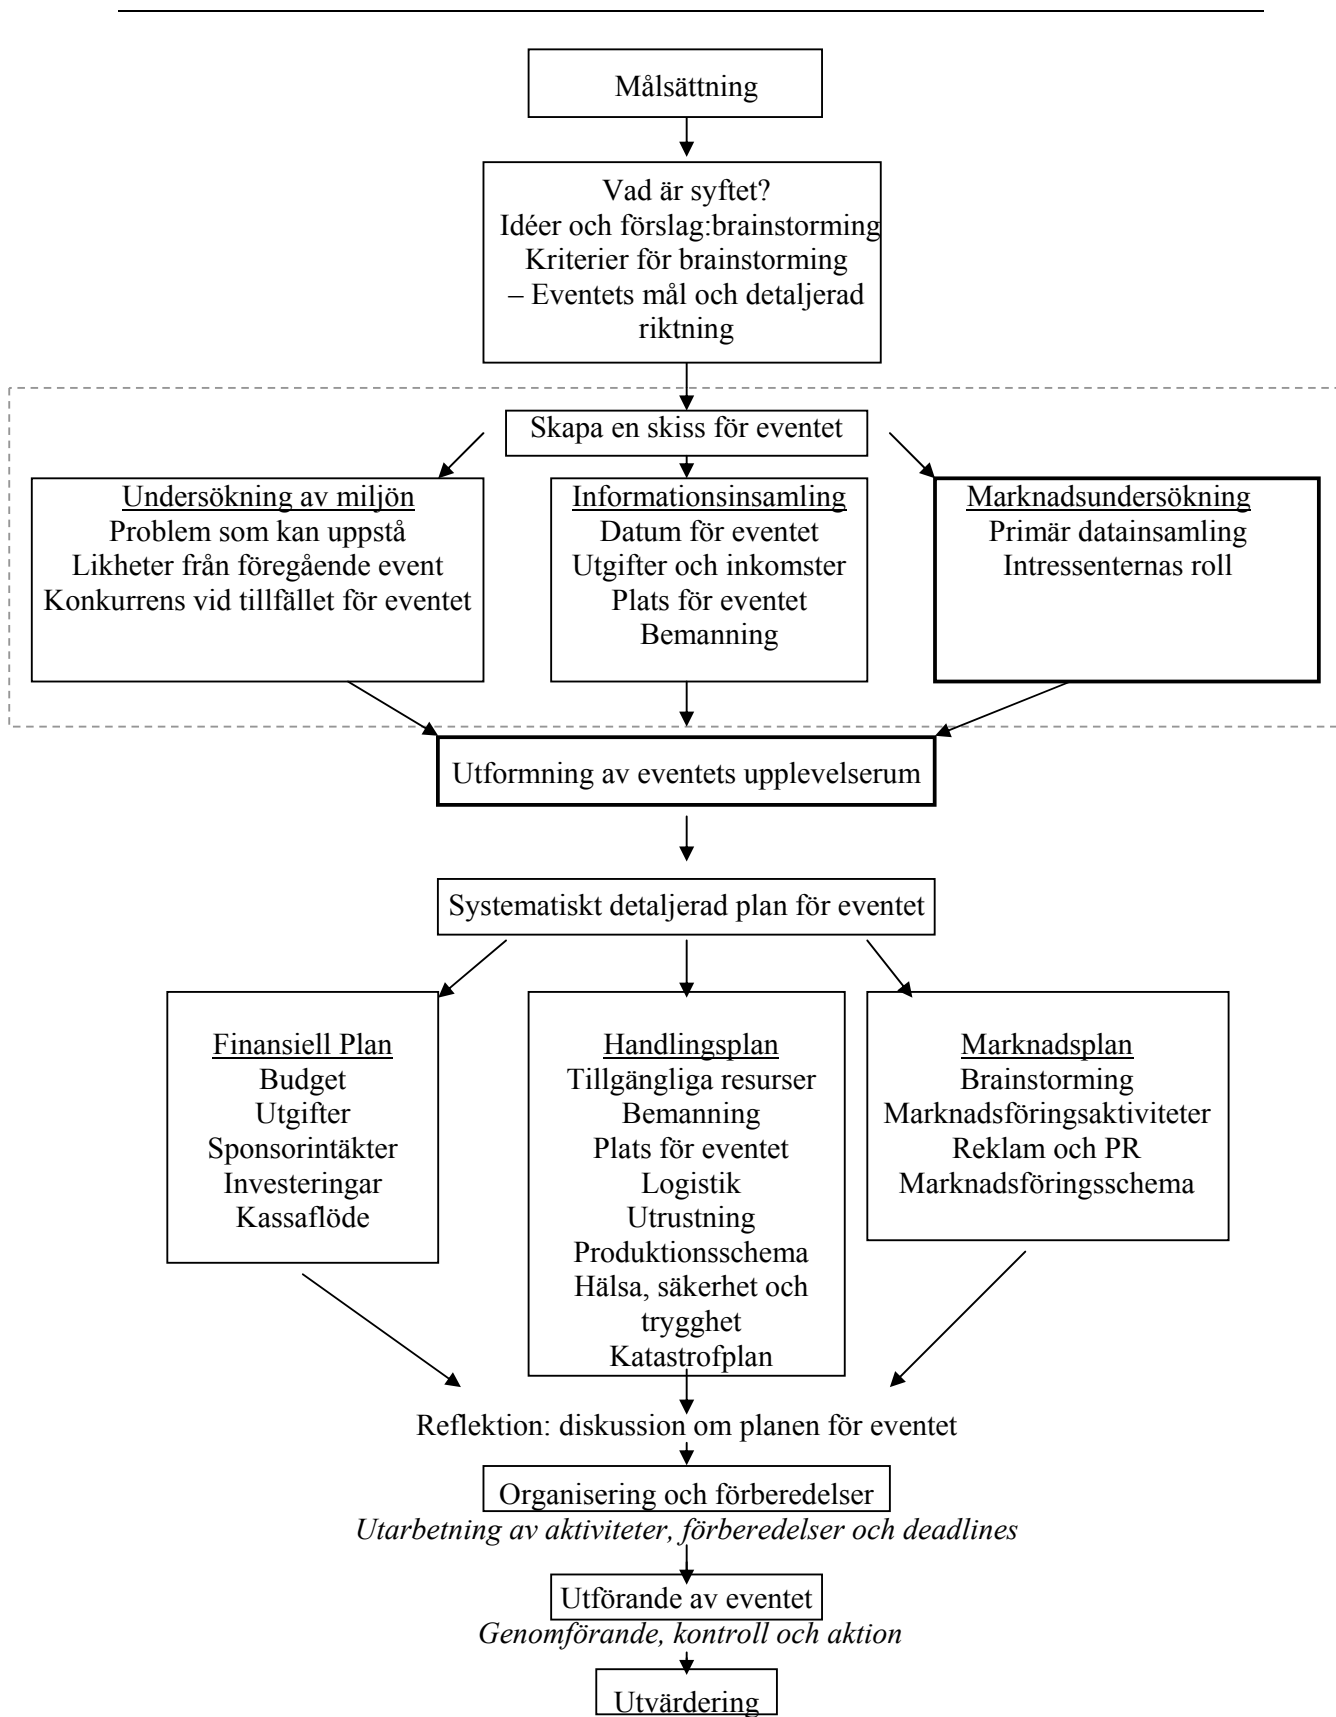 Målsättning
Vad är syftet?
Idéer och förslag:brainstorming
Kriterier för brainstorming
– Eventets mål och detaljerad
riktning
Skapa en skiss för eventet
Undersökning av miljön
Problem som kan uppstå
Likheter från föregående event
Konkurrens vid tillfället för eventet
Informationsinsamling
Datum för eventet
Utgifter och inkomster
Plats för eventet
Bemanning
Marknadsundersökning
Primär datainsamling
Intressenternas roll
Utformning av eventets upplevelserum
Systematiskt detaljerad plan för eventet
Finansiell Plan
Budget
Utgifter
Sponsorintäkter
Investeringar
Kassaflöde
Handlingsplan
Tillgängliga resurser
Bemanning
Plats för eventet
Logistik
Utrustning
Produktionsschema
Hälsa, säkerhet och
trygghet
Katastrofplan
Marknadsplan
Brainstorming
Marknadsföringsaktiviteter
Reklam och PR
Marknadsföringsschema
Reflektion: diskussion om planen för eventet
Organisering och förberedelser
Utarbetning av aktiviteter, förberedelser och deadlines
Utförande av eventet
Genomförande, kontroll och aktion
Utvärdering